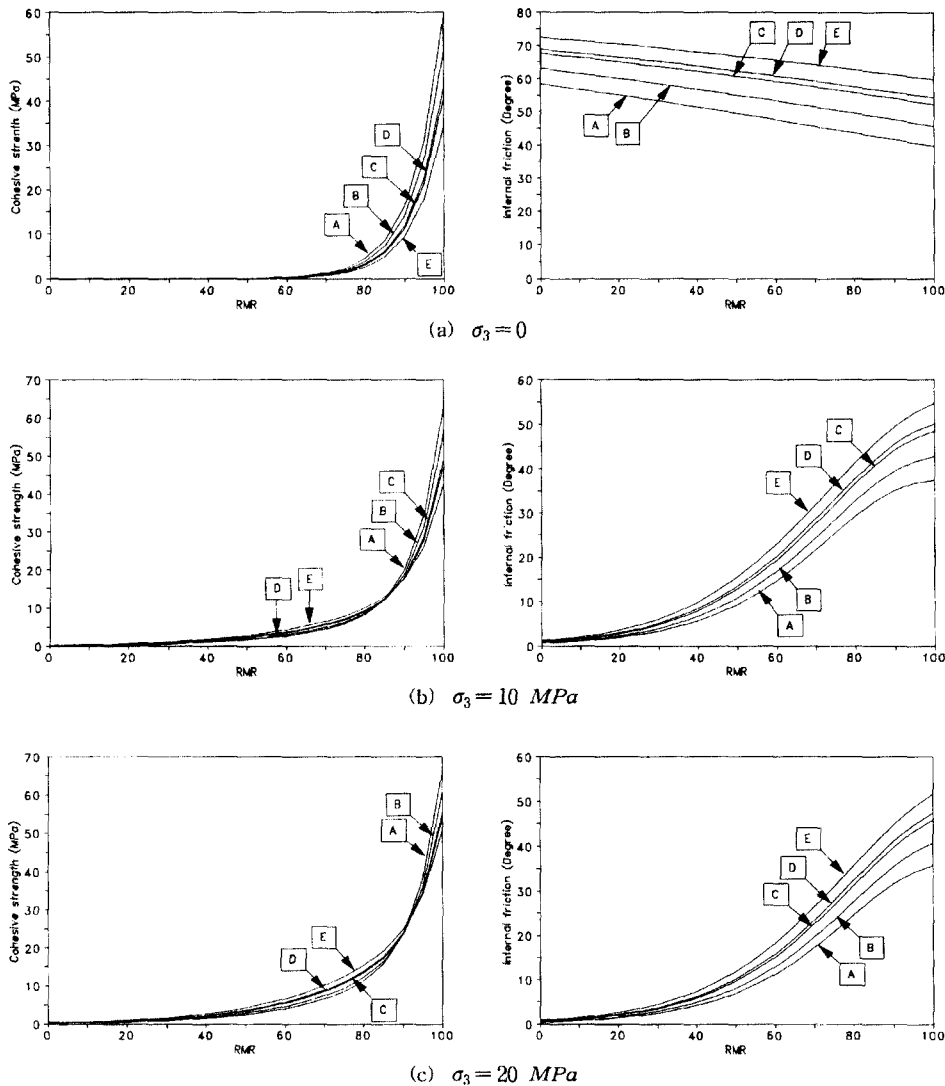 Cohesive strenth (MPa)
60
50
40
30
20
10
0
A
B
C
D
E
0
20
40
60
80
100
RMR
Internal friction (Degree)
80
70
60
50
40
30
20
10
0
A
B
C
D
E
0
20
40
60
80
100
RMR
(a) σ₃=0
Cohesive strength (MPa)
70
60
50
40
30
20
10
0
D
E
A
B
C
0
20
40
60
80
100
RMR
Internal friction (Degree)
60
50
40
30
20
10
0
E
D
C
B
A
0
20
40
60
80
100
RMR
(b) σ₃=10 MPa
Cohesive strength (MPa)
70
60
50
40
30
20
10
0
B
A
E
D
C
0
20
40
60
80
100
RMR
Internal friction (Degree)
60
50
40
30
20
10
0
E
D
C
B
A
0
20
40
60
80
100
RMR
(c) σ₃=20 MPa